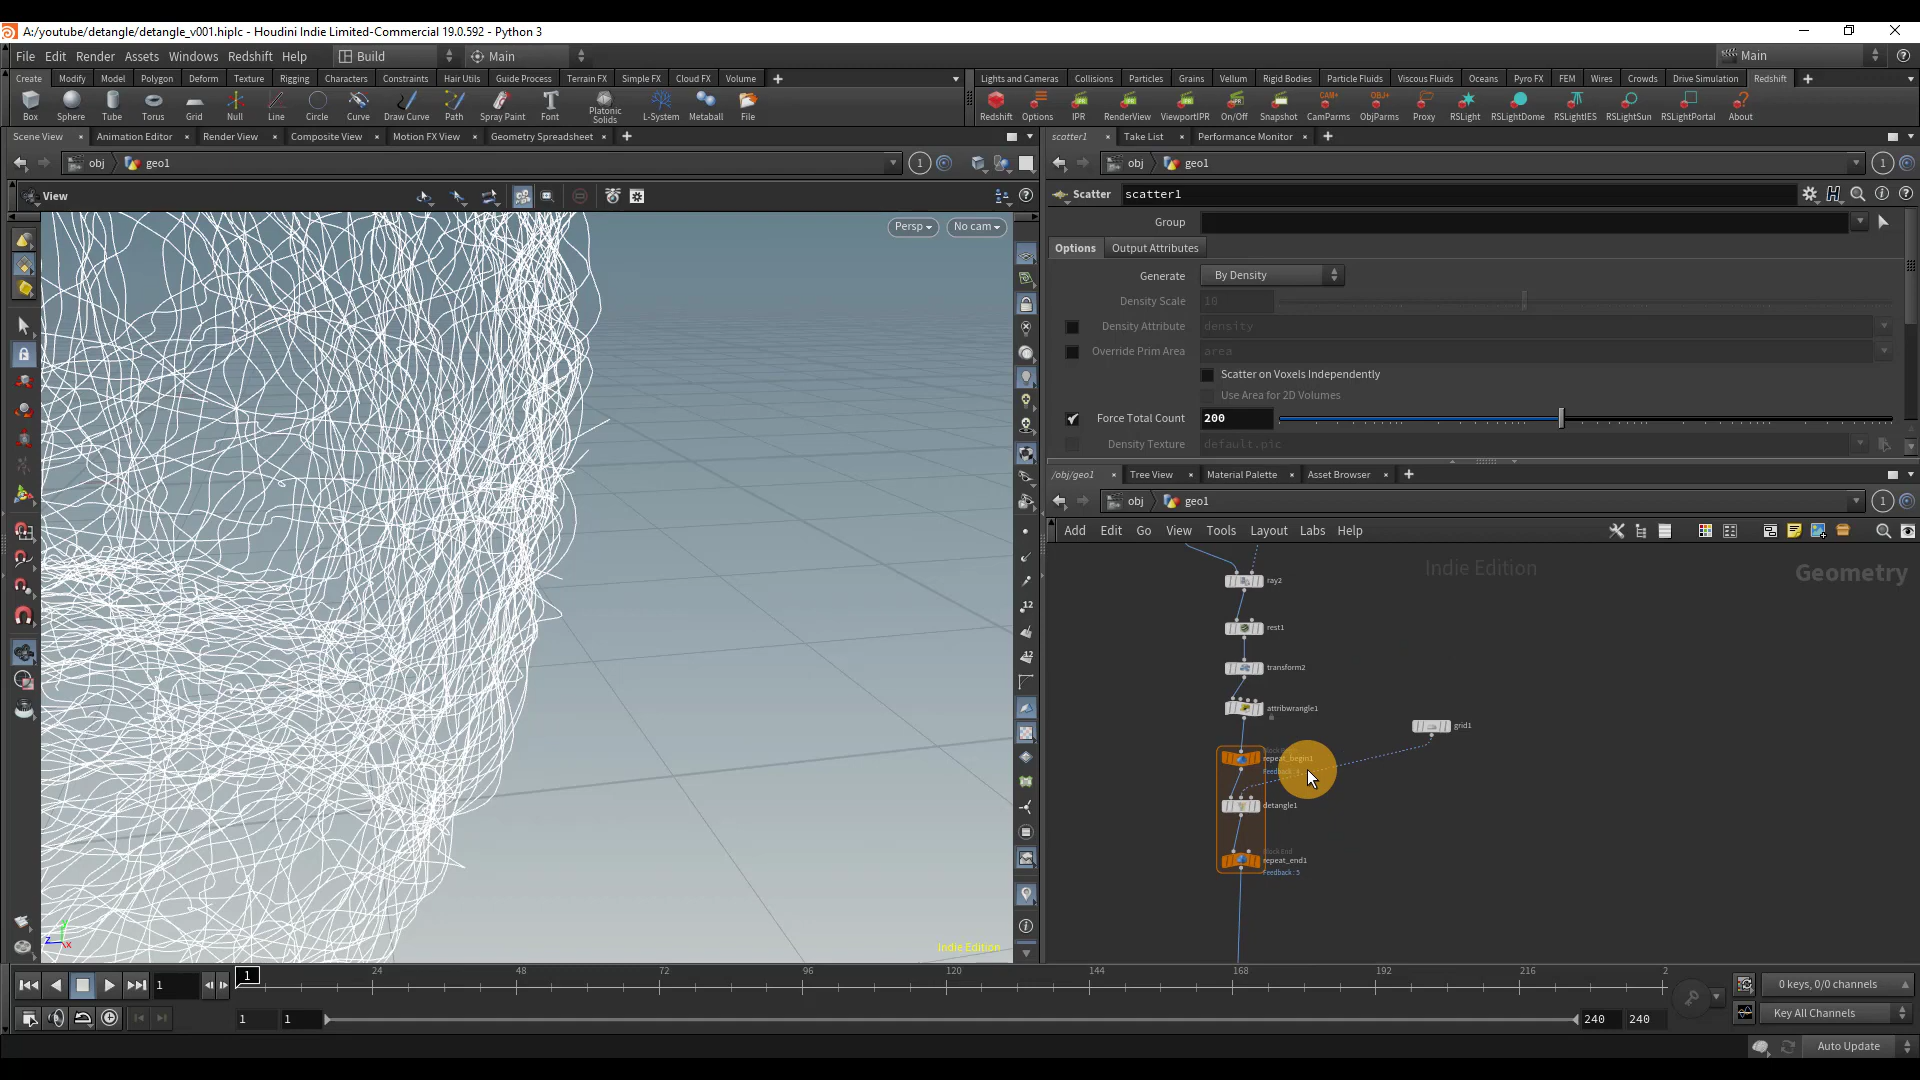 A:/youtube/detangle/detangle_v001.hiplc - Houdini Indie Limited-Commercial 19.0.592 - Python 3
File Edit Render Assets Windows Redshift Help Build Main Main
Create Modify Model Polygon Deform Texture Rigging Characters Constraints Hair Utils Guide Process Terrain FX Simple FX Cloud FX Volume
Lights and Cameras Collisions Particles Grains Vellum Rigid Bodies Particle Fluids Viscous Fluids Oceans Pyro FX FEM Wires Crowds Drive Simulation Redshift
Box Sphere Tube Torus Grid Null Line Circle Curve Draw Curve Path Spray Paint Font Platonic Solids L-System Metaball File
Redshift Options IPR RenderView ViewportIPR On/Off Snapshot CamParms ObjParms Proxy RSLight RSLightDome RSLightIES RSLightSun RSLightPortal About
Scene View Animation Editor Render View Composite View Motion FX View Geometry Spreadsheet
scatter1 Take List Performance Monitor
obj geo1
obj geo1
View
Scatter scatter1
Persp No cam
Group
Options Output Attributes
Generate By Density
Density Scale 10
Density Attribute density
Override Prim Area area
Scatter on Voxels Independently
Use Area for 2D Volumes
Force Total Count 200
Density Texture default.pic
/obj/geo1 Tree View Material Palette Asset Browser
obj geo1
Add Edit Go View Tools Layout Labs Help
Indie Edition
Geometry
ray2
rest1
transform2
attribwrangle1
grid1
repeat_begin1
detangle1
Block End
repeat_end1
Feedback : 5
Indie Edition
1 24 48 72 96 120 144 168 192 216 2
1
0 keys, 0/0 channels
1 1 240 240
Key All Channels
Auto Update